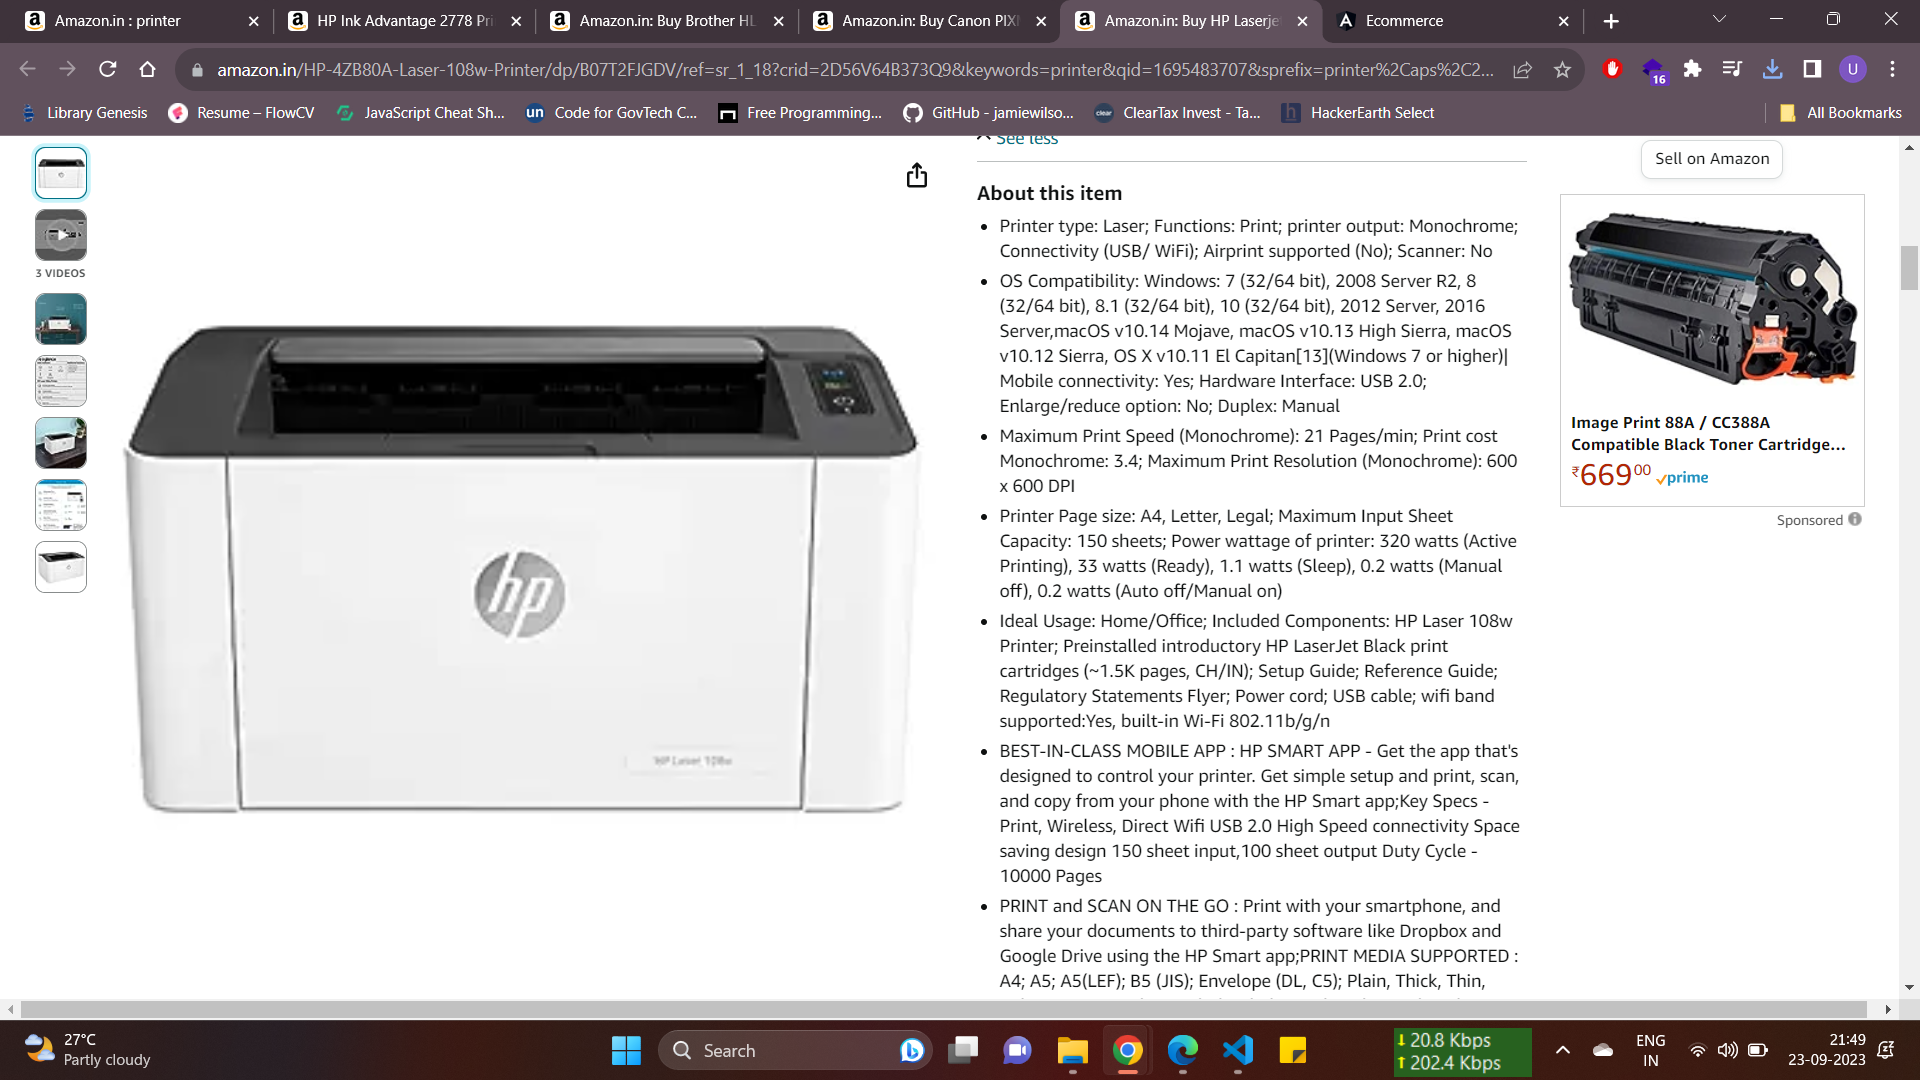 Amazon.in : printer
HP Ink Advantage 2778 Pri
Amazon.in: Buy Brother HL
Amazon.in: Buy Canon PIX
Amazon.in: Buy HP Laserje
Ecommerce
amazon.in/HP-4ZB80A-Laser-108w-Printer/dp/B07T2FJGDV/ref=sr_1_18?crid=2D56V64B373Q9&keywords=printer&qid=1695483707&sprefix=printer%2Caps%2C2...
16
U
Library Genesis
Resume – FlowCV
JavaScript Cheat Sh...
un
Code for GovTech C...
Free Programming...
GitHub - jamiewilso...
clear
ClearTax Invest - Ta...
h
HackerEarth Select
All Bookmarks
See less
Sell on Amazon
3 VIDEOS
hp
HP Laser 108w
About this item
Printer type: Laser; Functions: Print; printer output: Monochrome;
Connectivity (USB/ WiFi); Airprint supported (No); Scanner: No
OS Compatibility: Windows: 7 (32/64 bit), 2008 Server R2, 8
(32/64 bit), 8.1 (32/64 bit), 10 (32/64 bit), 2012 Server, 2016
Server,macOS v10.14 Mojave, macOS v10.13 High Sierra, macOS
v10.12 Sierra, OS X v10.11 El Capitan[13](Windows 7 or higher)|
Mobile connectivity: Yes; Hardware Interface: USB 2.0;
Enlarge/reduce option: No; Duplex: Manual
Maximum Print Speed (Monochrome): 21 Pages/min; Print cost
Monochrome: 3.4; Maximum Print Resolution (Monochrome): 600
x 600 DPI
Printer Page size: A4, Letter, Legal; Maximum Input Sheet
Capacity: 150 sheets; Power wattage of printer: 320 watts (Active
Printing), 33 watts (Ready), 1.1 watts (Sleep), 0.2 watts (Manual
off), 0.2 watts (Auto off/Manual on)
Ideal Usage: Home/Office; Included Components: HP Laser 108w
Printer; Preinstalled introductory HP LaserJet Black print
cartridges (~1.5K pages, CH/IN); Setup Guide; Reference Guide;
Regulatory Statements Flyer; Power cord; USB cable; wifi band
supported:Yes, built-in Wi-Fi 802.11b/g/n
BEST-IN-CLASS MOBILE APP : HP SMART APP - Get the app that's
designed to control your printer. Get simple setup and print, scan,
and copy from your phone with the HP Smart app;Key Specs -
Print, Wireless, Direct Wifi USB 2.0 High Speed connectivity Space
saving design 150 sheet input,100 sheet output Duty Cycle -
10000 Pages
PRINT and SCAN ON THE GO : Print with your smartphone, and
share your documents to third-party software like Dropbox and
Google Drive using the HP Smart app;PRINT MEDIA SUPPORTED :
A4; A5; A5(LEF); B5 (JIS); Envelope (DL, C5); Plain, Thick, Thin,
Image Print 88A / CC388A
Compatible Black Toner Cartridge...
₹66900 prime
Sponsored
27°C
Partly cloudy
Search
20.8 Kbps
202.4 Kbps
ENG
IN
21:49
23-09-2023